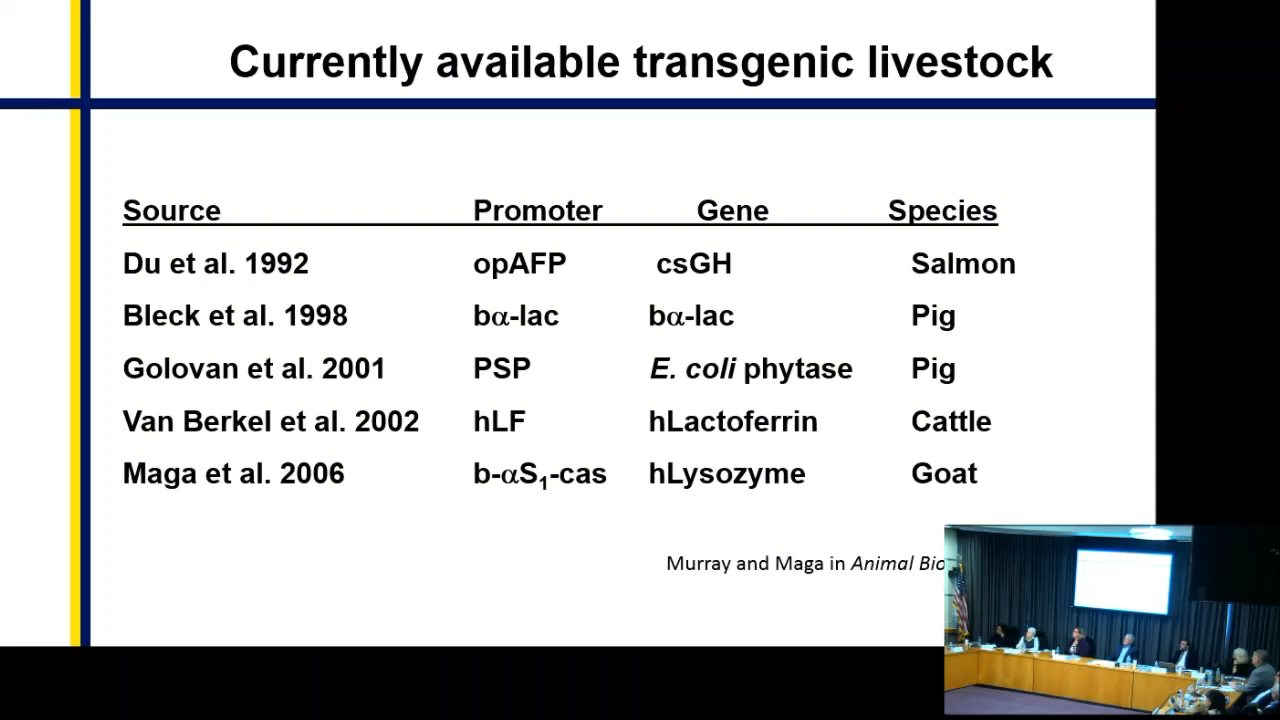 Currently available transgenic livestock
Source Promoter Gene Species
Du et al. 1992 opAFP csGH Salmon
Bleck et al. 1998 bα-lac bα-lac Pig
Golovan et al. 2001 PSP E. coli phytase Pig
Van Berkel et al. 2002 hLF hLactoferrin Cattle
Maga et al. 2006 b-αS1-cas hLysozyme Goat
Murray and Maga in Animal Bio